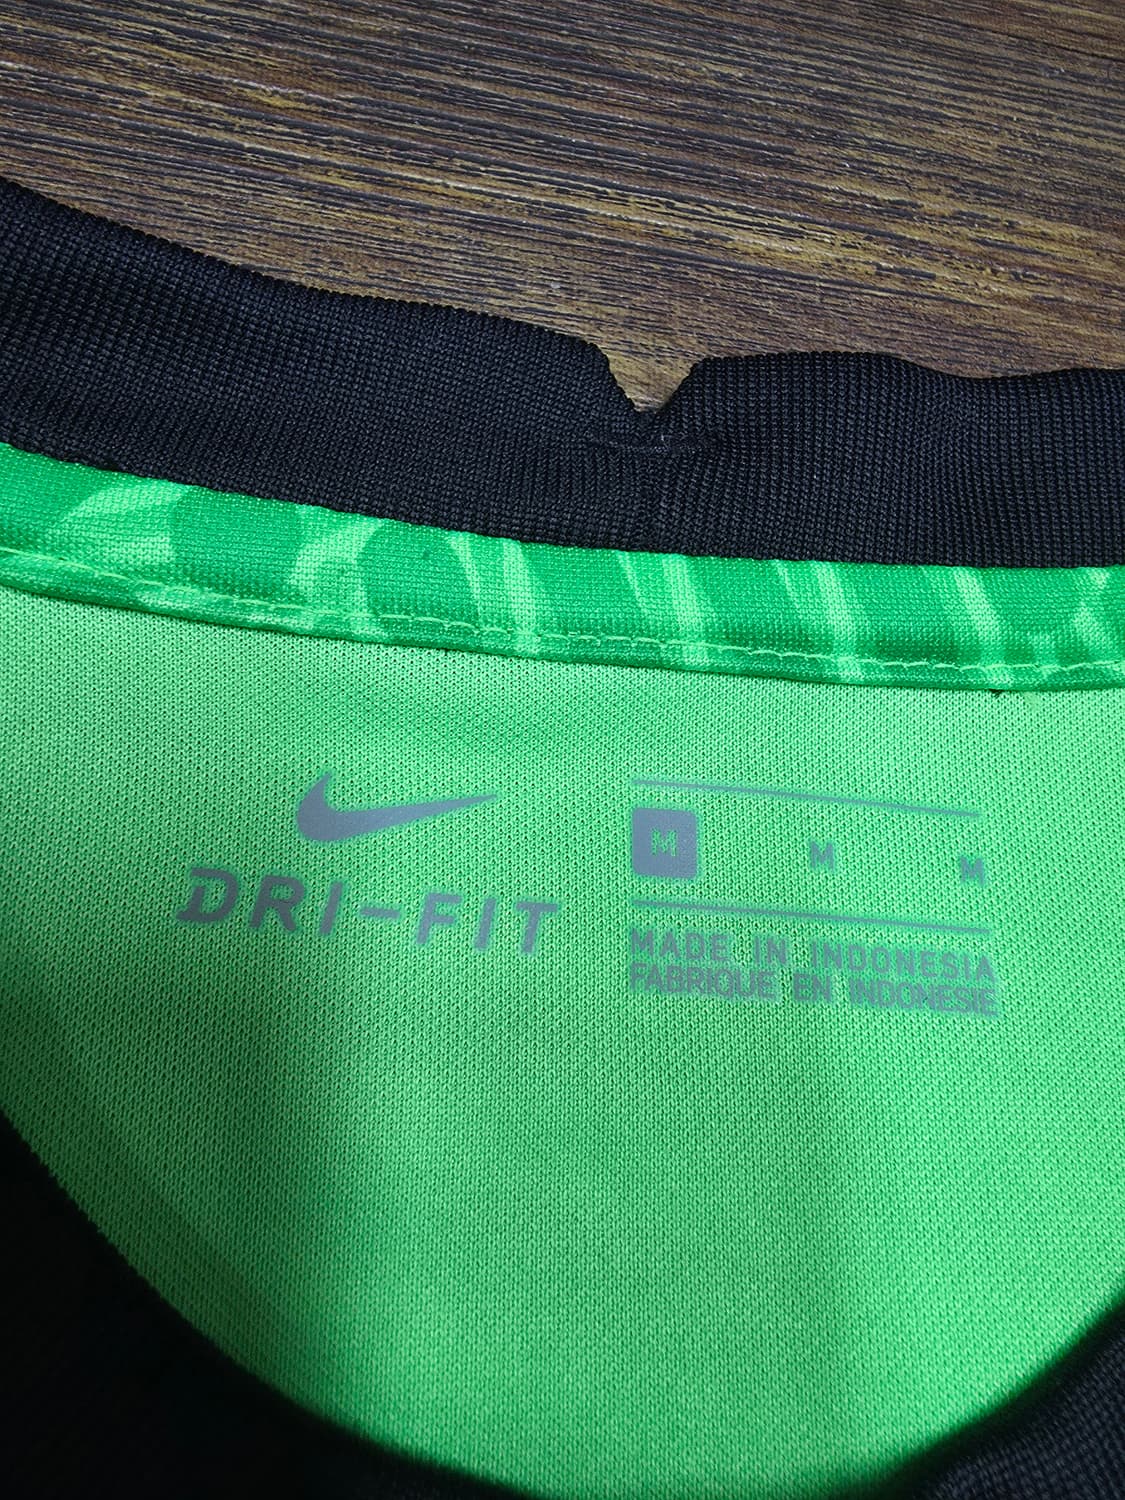 DRI-FIT
M M M
MADE IN INDONESIA
FABRIQUE EN INDONESIE